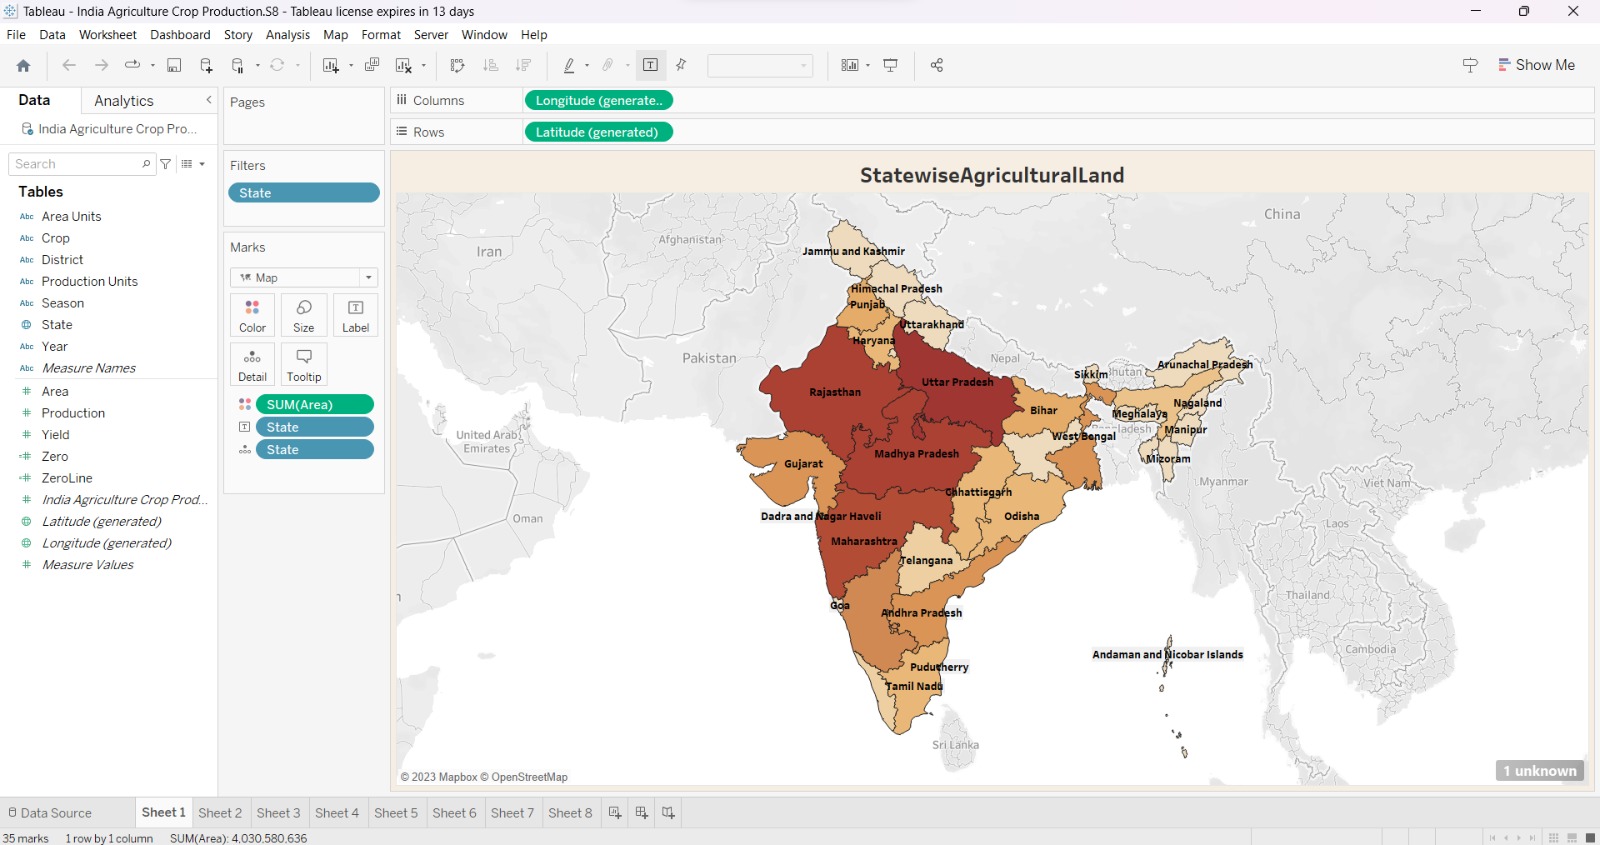 Tableau - India Agriculture Crop Production.S8 - Tableau license expires in 13 days
File Data Worksheet Dashboard Story Analysis Map Format Server Window Help
Show Me
Data Analytics
India Agriculture Crop Pro...
Search
Tables
Abc Area Units
Abc Crop
Abc District
Abc Production Units
Abc Season
State
Abc Year
Abc Measure Names
# Area
# Production
# Yield
=# Zero
=# ZeroLine
# India Agriculture Crop Prod...
Latitude (generated)
Longitude (generated)
# Measure Values
Pages
Filters
State
Marks
Map
Color Size Label
Detail Tooltip
SUM(Area)
State
State
Columns Longitude (generate..
Rows Latitude (generated)
StatewiseAgriculturalLand
China
Iran
Afghanistan
Jammu and Kashmir
Himachal Pradesh
Punjab
Uttarakhand
Haryana
Pakistan
Nepal
Arunachal Pradesh
Sikkim
Bhutan
Uttar Pradesh
Rajasthan
Nagaland
Bihar
Meghalaya
Bangladesh
Manipur
West Bengal
United Arab
Emirates
Madhya Pradesh
Mizoram
Gujarat
Myanmar
Viet Nam
Chhattisgarh
Dadra and Nagar Haveli
Odisha
Oman
Laos
Maharashtra
Telangana
Thailand
Goa
Andhra Pradesh
Cambodia
Andaman and Nicobar Islands
Puducherry
Tamil Nadu
Sri Lanka
© 2023 Mapbox © OpenStreetMap
1 unknown
Data Source Sheet 1 Sheet 2 Sheet 3 Sheet 4 Sheet 5 Sheet 6 Sheet 7 Sheet 8
35 marks 1 row by 1 column SUM(Area): 4,030,580,636